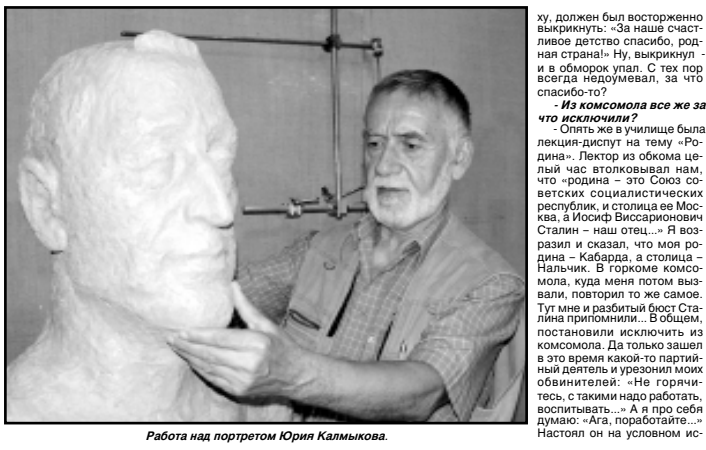 ху, должен был восторженно
выкрикнуть: «За наше счаст-
ливое детство спасибо, род-
ная страна!» Ну, выкрикнул -
и в обморок упал. С тех пор
всегда недоумевал, за что
спасибо-то?
- Из комсомола все же за
что исключили?
- Опять же в училище была
лекция-диспут на тему «Ро-
дина». Лектор из обкома це-
лый час втолковывал нам,
что «родина – это Союз со-
ветских социалистических
республик, и столица ее Мос-
ква, а Иосиф Виссарионович
Сталин – наш отец...» Я воз-
разил и сказал, что моя ро-
дина – Кабарда, а столица –
Нальчик. В горкоме комсо-
мола, куда меня потом выз-
вали, повторил то же самое.
Тут мне и разбитый бюст Ста-
лина припомнили... В общем,
постановили исключить из
комсомола. Да только зашел
в это время какой-то партий-
ный деятель и урезонил моих
обвинителей: «Не горячи-
тесь, с такими надо работать,
воспитывать...» А я про себя
думаю: «Ага, поработайте...»
Настоял он на условном ис-
Работа над портретом Юрия Калмыкова.